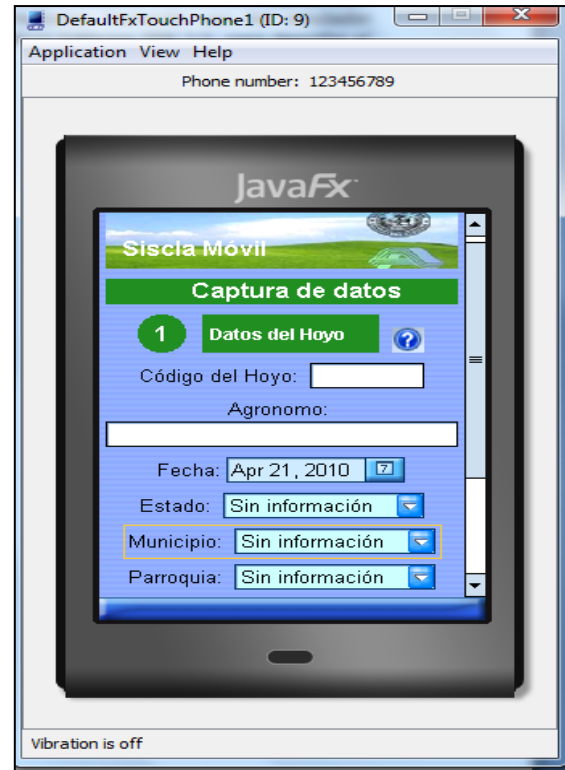 DefaultFxTouchPhone1 (ID: 9)
Application View Help
Phone number: 123456789
JavaFx
Siscla Móvil
Captura de datos
1 Datos del Hoyo ?
Código del Hoyo:
Agronomo:
Fecha: Apr 21, 2010 7
Estado: Sin información
Municipio: Sin información
Parroquia: Sin información
Vibration is off